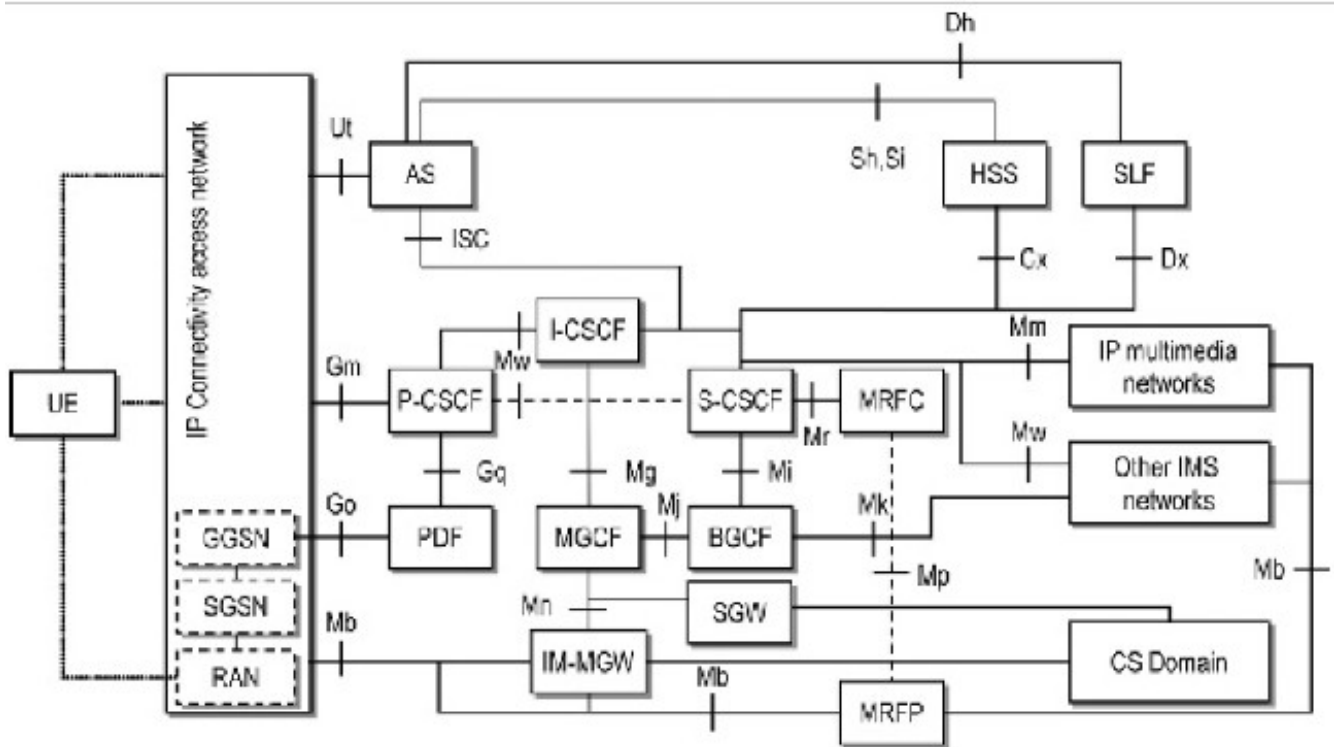 Dh
IP Connectivity access network
Ut
AS
Sh,Si
HSS
SLF
ISC
Cx
Dx
I-CSCF
Mm
IP multimedia
networks
Mw
Gm
UE
P-CSCF
S-CSCF
MRFC
Mr
Mw
Other IMS
networks
Gq
Mg
Mi
Go
GGSN
PDF
MGCF
Mj
BGCF
Mk
Mb
Mp
SGSN
Mn
SGW
Mb
RAN
IM-MGW
CS Domain
Mb
MRFP